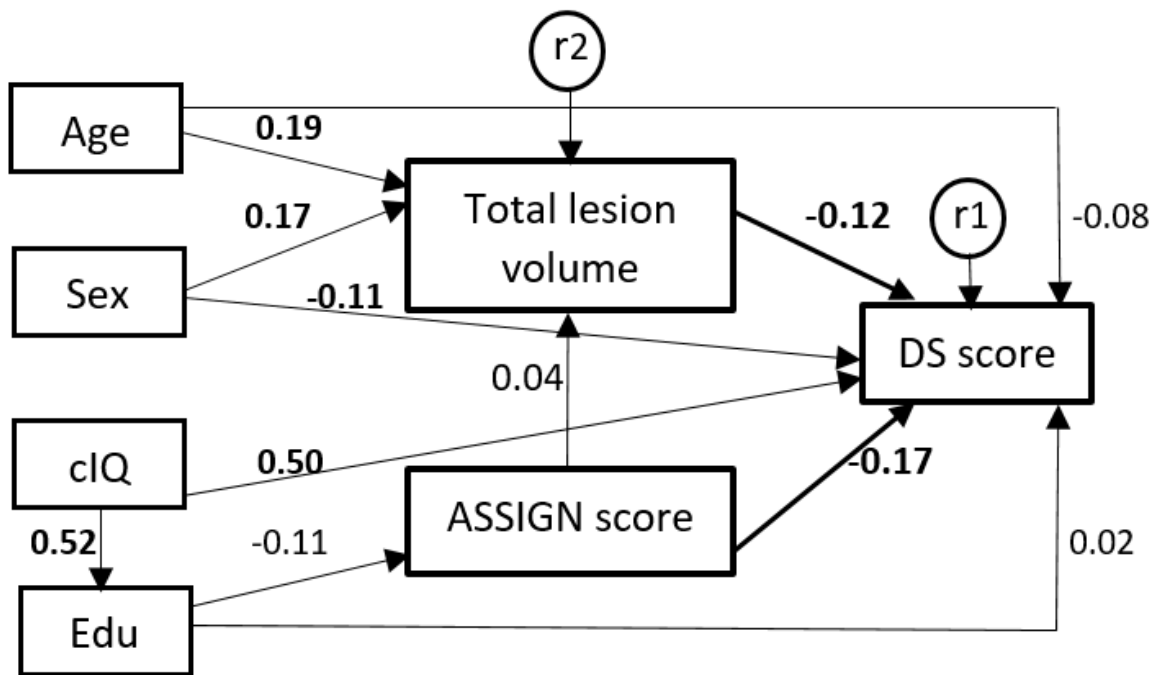 r2
Age
0.19
Total lesion
volume
-0.12
r1
-0.08
0.17
Sex
-0.11
DS score
0.04
cIQ
0.50
-0.17
ASSIGN score
0.52
-0.11
0.02
Edu